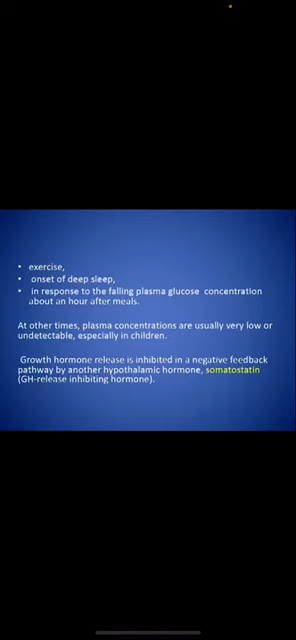 • exercise,
• onset of deep sleep,
• in response to the falling plasma glucose concentration
about an hour after meals.
At other times, plasma concentrations are usually very low or
undetectable, especially in children.
Growth hormone release is inhibited in a negative feedback
pathway by another hypothalamic hormone, somatostatin
(GH-release inhibiting hormone).